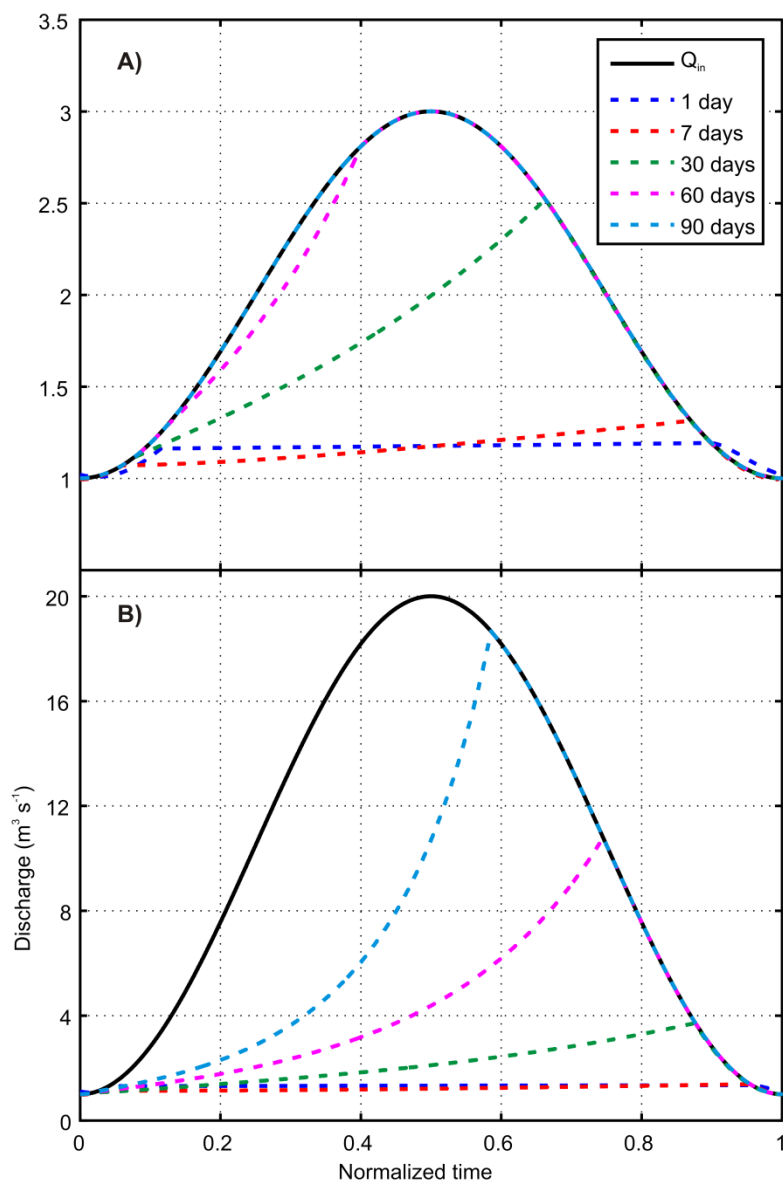 A)
3.5
3
2.5
2
1.5
1
Q_in
1 day
7 days
30 days
60 days
90 days
B)
20
16
12
8
4
0
Discharge (m³ s⁻¹)
0 0.2 0.4 0.6 0.8 1
Normalized time